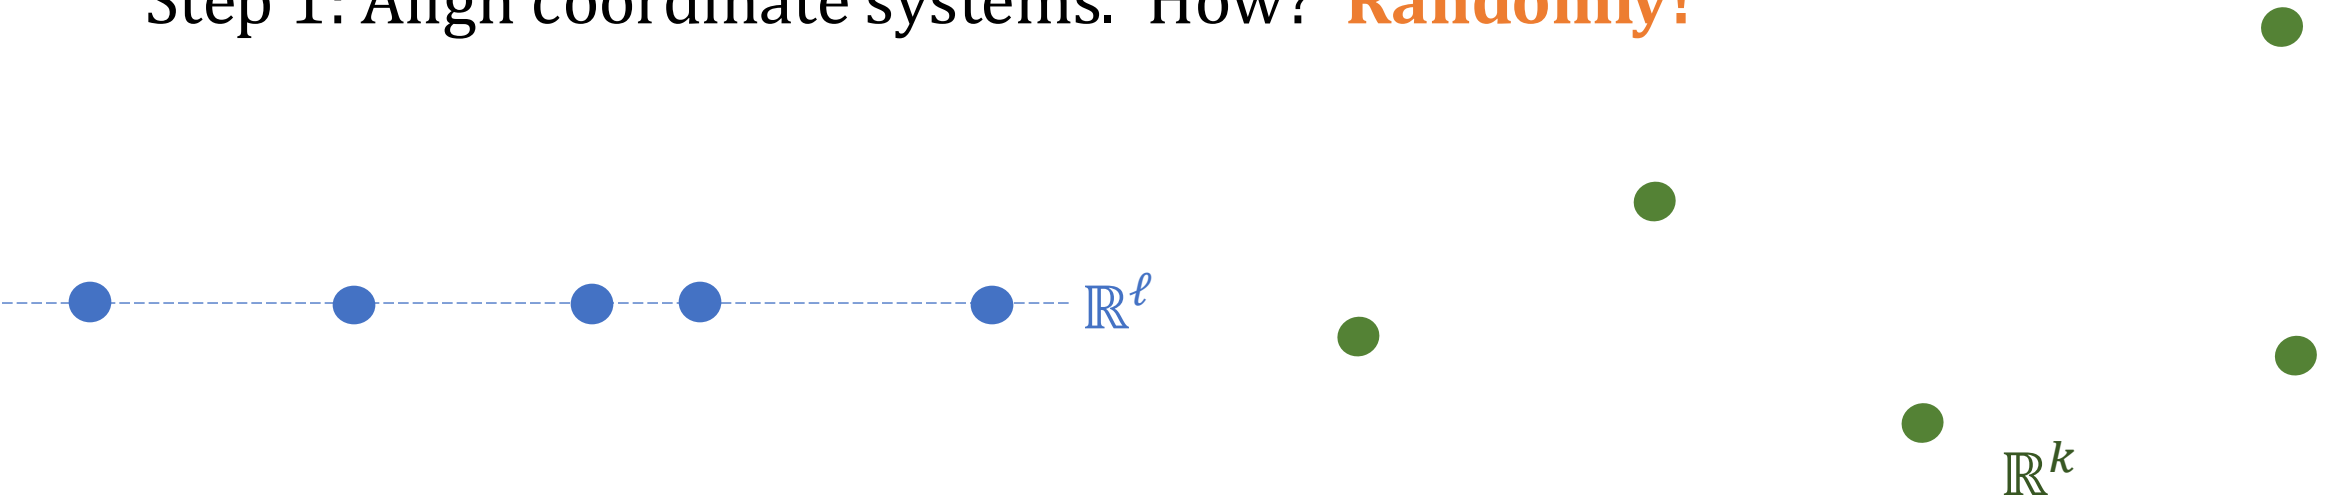 Step 1: Align coordinate systems. How? Randomly!
ℝ^ℓ
ℝ^k